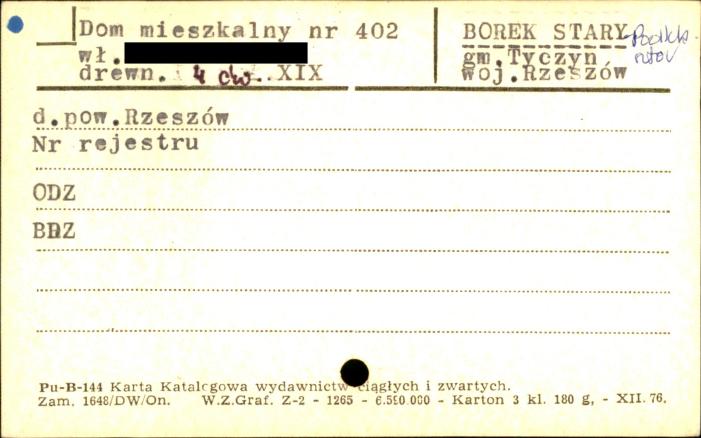 Dom mieszkalny nr 402
wł.
drewn. 4 ćw. XIX
BOREK STARY
gm.Tyczyn
woj.Rzeszów
d.pow.Rzeszów
Nr rejestru
ODZ
BDZ
Pu-B-144 Karta Katalogowa wydawnictw ciągłych i zwartych.
Zam. 1648/DW/On. W.Z.Graf. Z-2 - 1265 - 6.500.000 - Karton 3 kl. 180 g, - XII. 76.